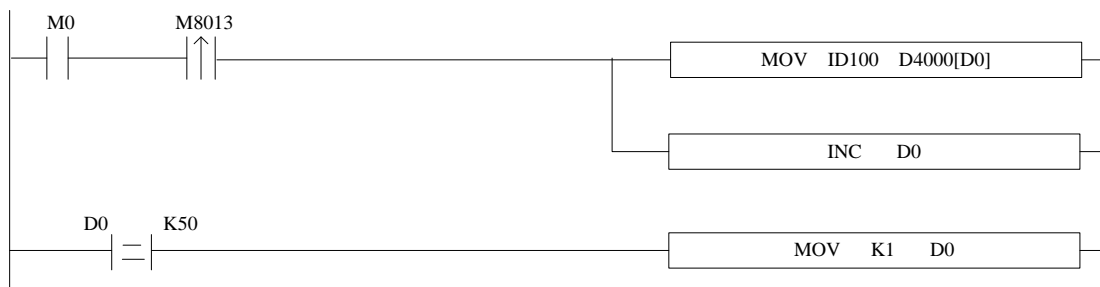 M0 M8013
MOV ID100 D4000[D0]
INC D0
D0 K50
MOV K1 D0